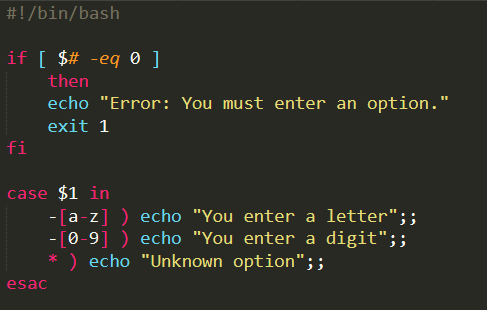 #!/bin/bash

if [ $# -eq 0 ]
    then
    echo "Error: You must enter an option."
    exit 1
fi

case $1 in
    -[a-z] ) echo "You enter a letter";;
    -[0-9] ) echo "You enter a digit";;
    * ) echo "Unknown option";;
esac